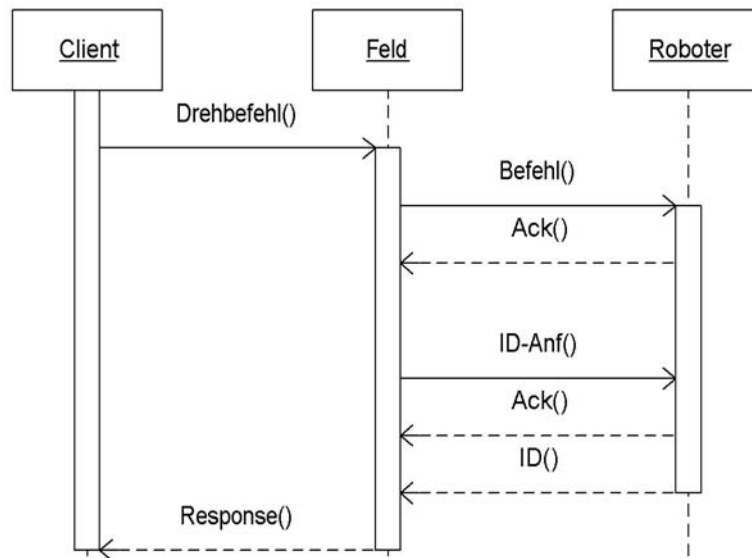 Client
Feld
Roboter
Drehbefehl()
Befehl()
Ack()
ID-Anf()
Ack()
ID()
Response()